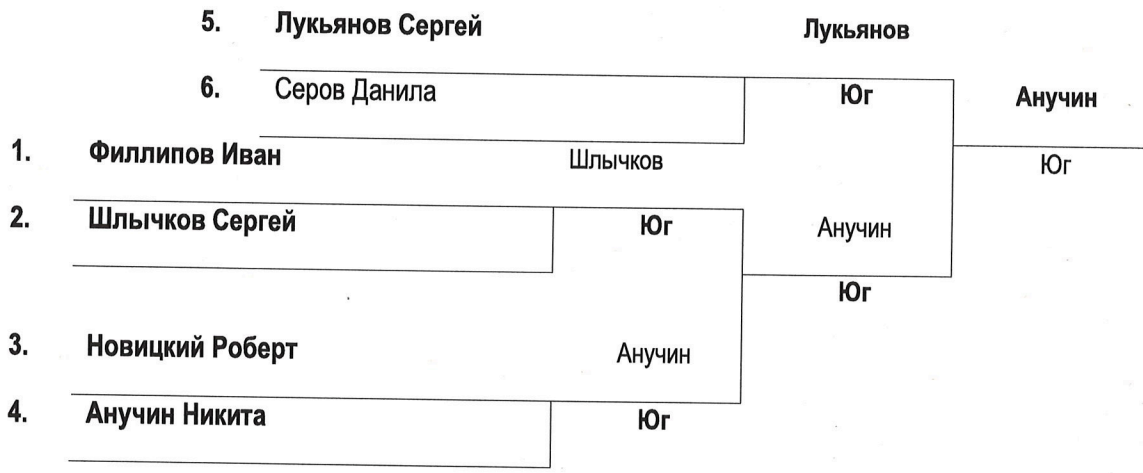 5. Лукьянов Сергей Лукьянов
6. Серов Данила Юг Анучин
1. Филлипов Иван Шлычков Юг
2. Шлычков Сергей Юг Анучин
Юг
3. Новицкий Роберт Анучин
4. Анучин Никита Юг